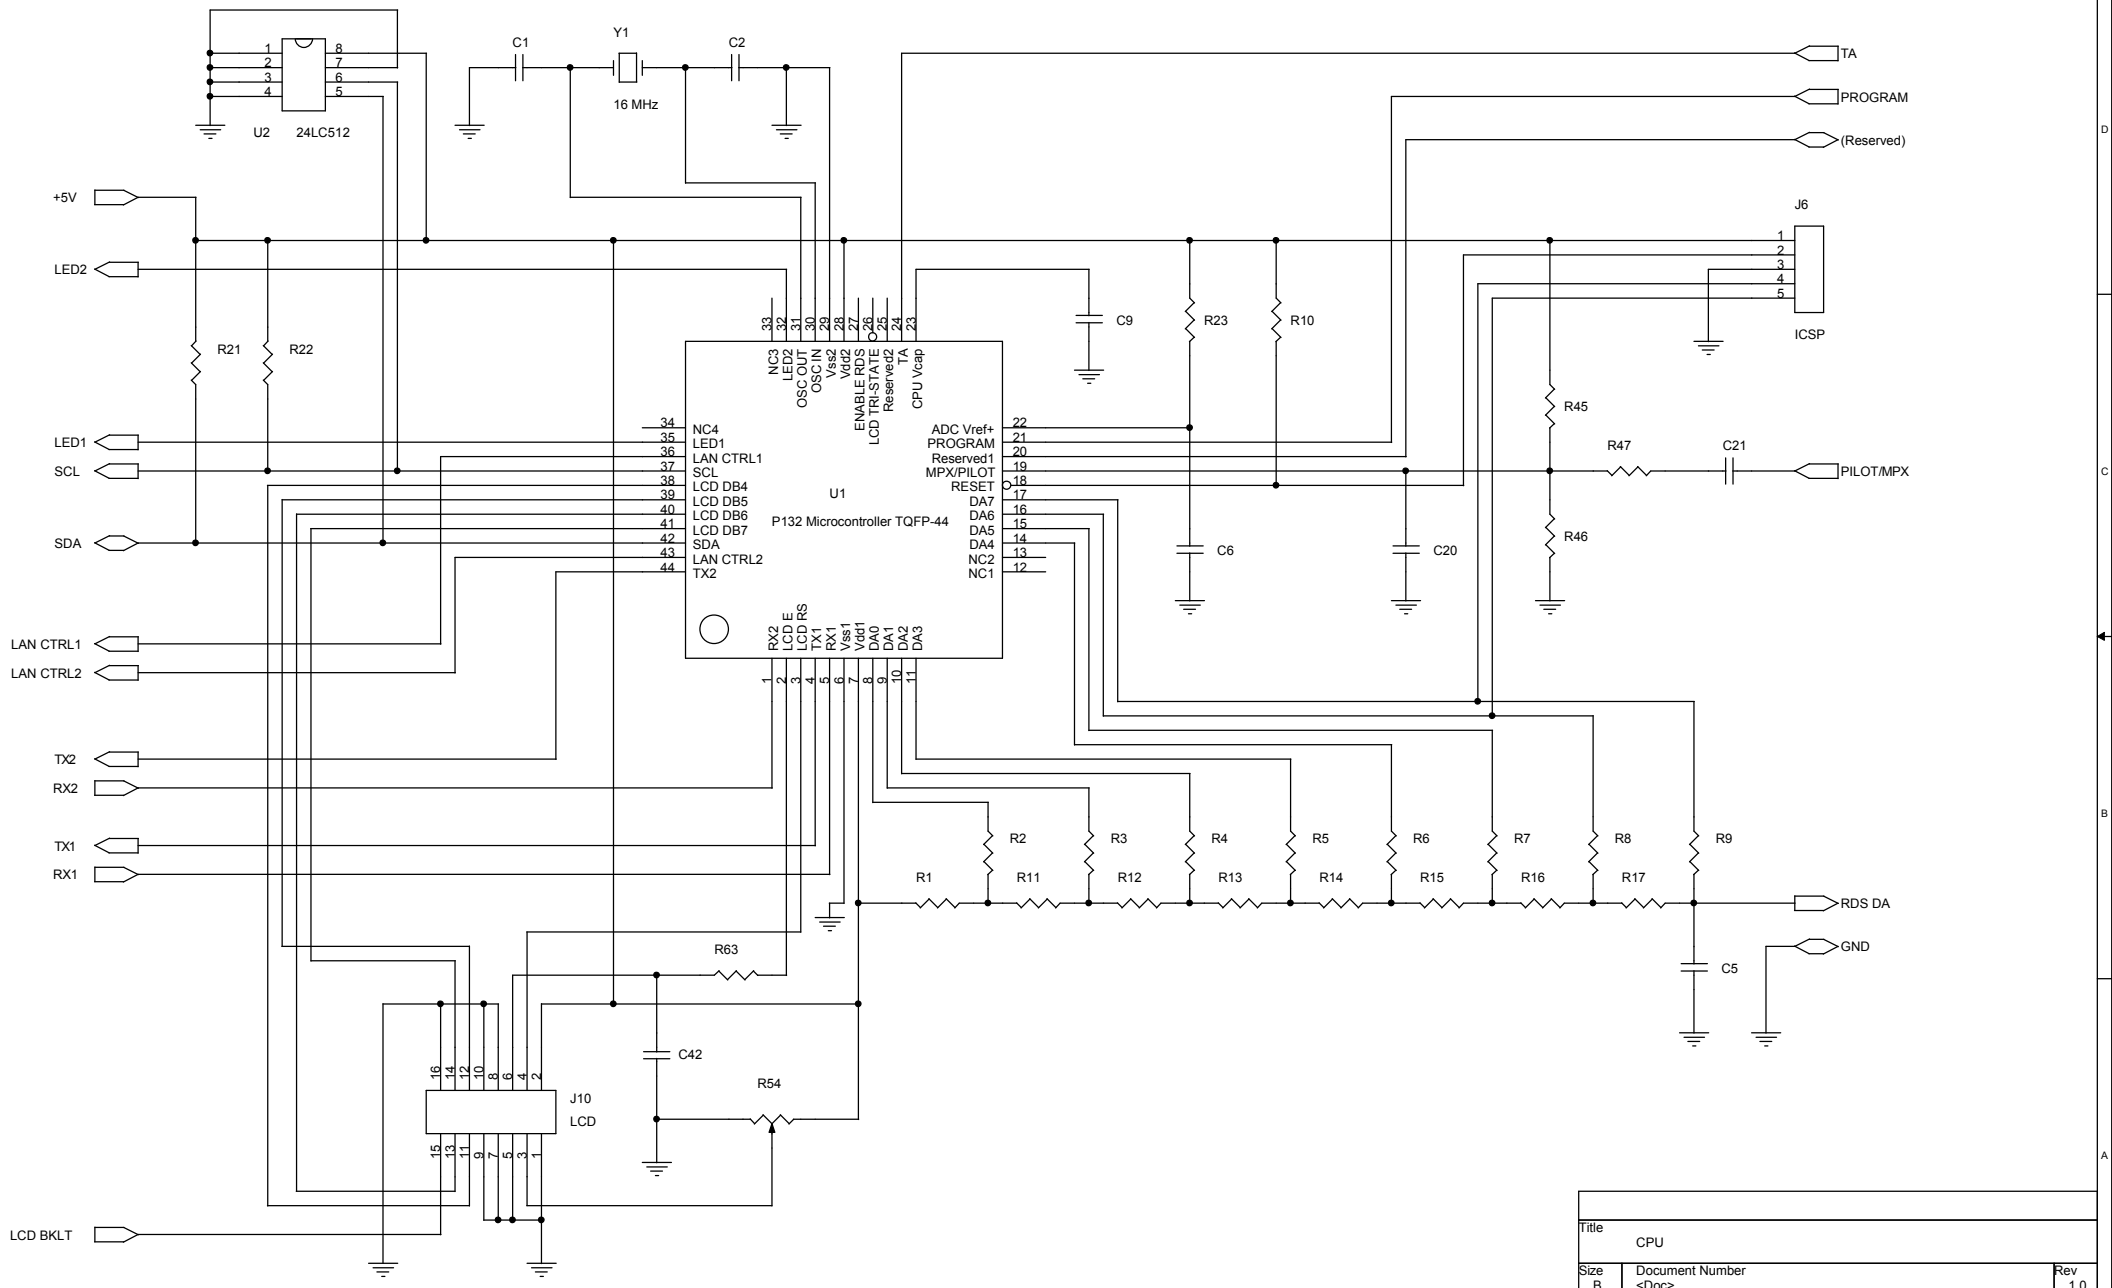 C1
Y1
C2
16 MHz
1
2
3
4
8
7
6
5
U2
24LC512
TA
PROGRAM
(Reserved)
D
+5V
LED2
J6
1
2
3
4
5
ICSP
R21
R22
C9
R23
R10
R45
33
32
31
30
29
28
27
26
25
24
23
NC3
LED2
OSC OUT
OSC IN
Vss2
Vdd2
ENABLE RDS
LCD TRI-STATE
Reserved2
TA
CPU Vcap
LED1
SCL
SDA
34 NC4
35 LED1
36 LAN CTRL1
37 SCL
38 LCD DB4
39 LCD DB5
40 LCD DB6
41 LCD DB7
42 SDA
43 LAN CTRL2
44 TX2
U1
P132 Microcontroller TQFP-44
ADC Vref+ 22
PROGRAM 21
Reserved1 20
MPX/PILOT 19
RESET 18
DA7 17
DA6 16
DA5 15
DA4 14
NC2 13
NC1 12
R47
C21
PILOT/MPX
C
C6
C20
R46
RX2
LCD E
LCD RS
TX1
RX1
Vss1
Vdd1
DA0
DA1
DA2
DA3
1
2
3
4
5
6
7
8
9
10
11
LAN CTRL1
LAN CTRL2
TX2
RX2
TX1
RX1
B
R2
R3
R4
R5
R6
R7
R8
R9
R1
R11
R12
R13
R14
R15
R16
R17
RDS DA
GND
C5
R63
C42
R54
16
14
12
10
8
6
4
2
J10
LCD
15
13
11
9
7
5
3
1
LCD BKLT
A
Title
CPU
Size
Document Number
Rev
B
<Doc>
1.0